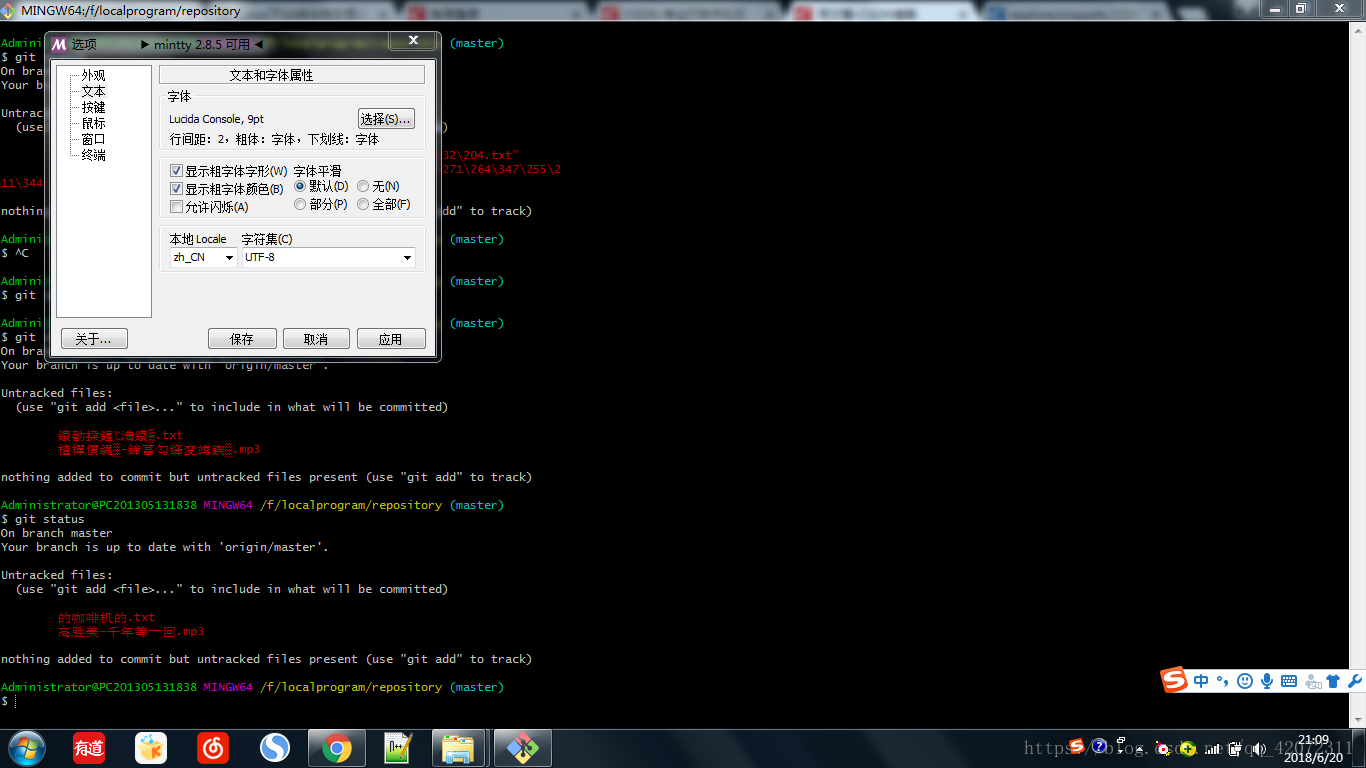 MINGW64:/f/localprogram/repository
Admini
(master)
$ git
On bran
Your b
Untrac
(use
)
32\204.txt"
271\264\347\255\2
11\344
nothin
dd" to track)
Admini
(master)
$ ^C
Admini
(master)
$ git
Admini
(master)
$ git
On bra
Your branch is up to date with 'origin/master'.
选项
▶ mintty 2.8.5 可用 ◀
外观
文本
按键
鼠标
窗口
终端
文本和字体属性
字体
Lucida Console, 9pt
选择(S)...
行间距：2，粗体：字体，下划线：字体
显示粗字体字形(W)
显示粗字体颜色(B)
允许闪烁(A)
字体平滑
默认(D)
无(N)
部分(P)
全部(F)
本地 Locale
字符集(C)
zh_CN
UTF-8
关于...
保存
取消
应用
Untracked files:
(use "git add <file>..." to include in what will be committed)
.txt
.mp3
nothing added to commit but untracked files present (use "git add" to track)
Administrator@PC201305131838 MINGW64 /f/localprogram/repository (master)
$ git status
On branch master
Your branch is up to date with 'origin/master'.
Untracked files:
(use "git add <file>..." to include in what will be committed)
的咖啡机的.txt
高胜美-千年等一回.mp3
nothing added to commit but untracked files present (use "git add" to track)
Administrator@PC201305131838 MINGW64 /f/localprogram/repository (master)
$
中
有道
n++
21:09
2018/6/20